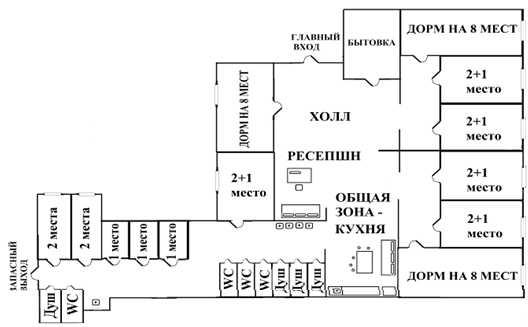 ДОРМ НА 8 МЕСТ
ГЛАВНЫЙ
ВХОД
БЫТОВКА
2+1
место
ДОРМ НА 8 МЕСТ
ХОЛЛ
2+1
место
РЕСЕПШН
2+1
место
2+1
место
ОБЩАЯ
ЗОНА -
КУХНЯ
2+1
место
2 места
2 места
1 место
1 место
1 место
ЗАПАСНЫЙ
ВЫХОД
WC
WC
WC
Душ
Душ
Душ
ДОРМ НА 8 МЕСТ
Душ
WC